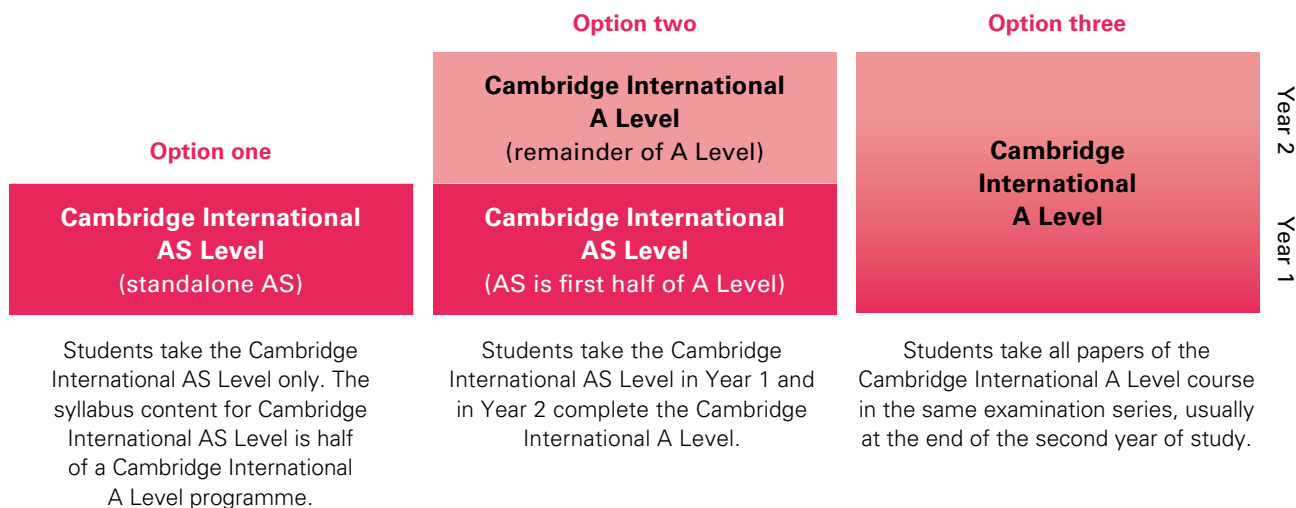 Option one
Cambridge International
AS Level
(standalone AS)
Students take the Cambridge
International AS Level only. The
syllabus content for Cambridge
International AS Level is half
of a Cambridge International
A Level programme.
Option two
Cambridge International
A Level
(remainder of A Level)
Cambridge International
AS Level
(AS is first half of A Level)
Students take the Cambridge
International AS Level in Year 1 and
in Year 2 complete the Cambridge
International A Level.
Option three
Cambridge
International
A Level
Students take all papers of the
Cambridge International A Level course
in the same examination series, usually
at the end of the second year of study.
Year 2
Year 1